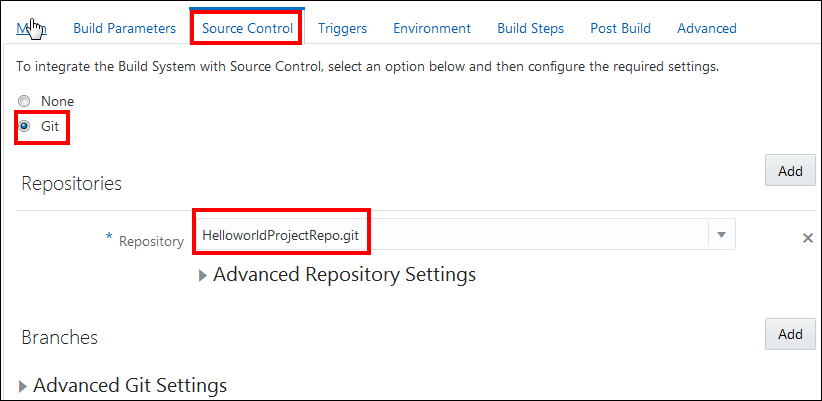 Main Build Parameters Source Control Triggers Environment Build Steps Post Build Advanced
To integrate the Build System with Source Control, select an option below and then configure the required settings.
None
Git
Repositories
Add
* Repository HelloworldProjectRepo.git
Advanced Repository Settings
Branches
Add
Advanced Git Settings